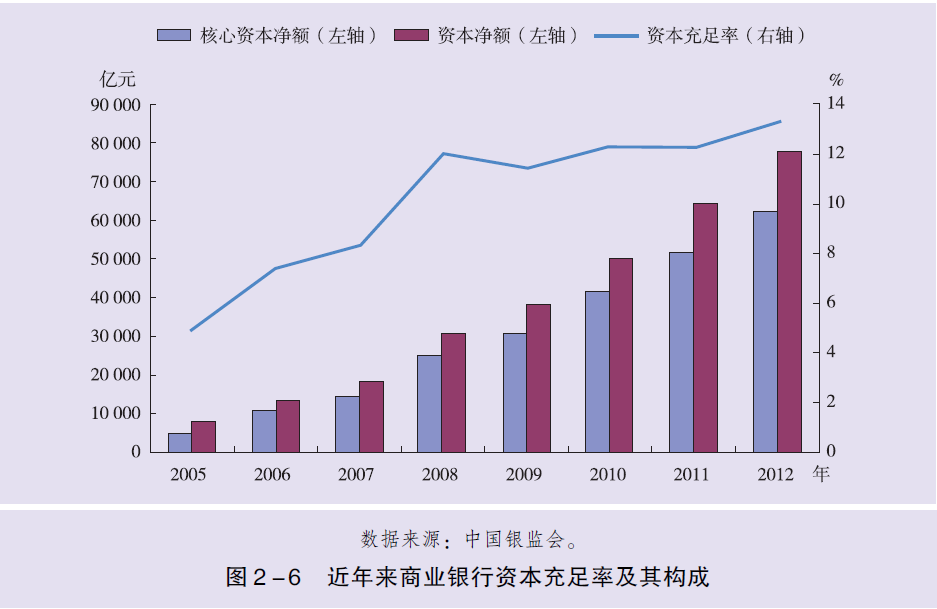 核心资本净额（左轴） 资本净额（左轴） 资本充足率（右轴）
亿元 %
90 000 14
80 000 12
70 000
60 000 10
50 000 8
40 000 6
30 000 4
20 000
10 000 2
0 0
2005 2006 2007 2008 2009 2010 2011 2012 年
数据来源：中国银监会。
图2-6 近年来商业银行资本充足率及其构成